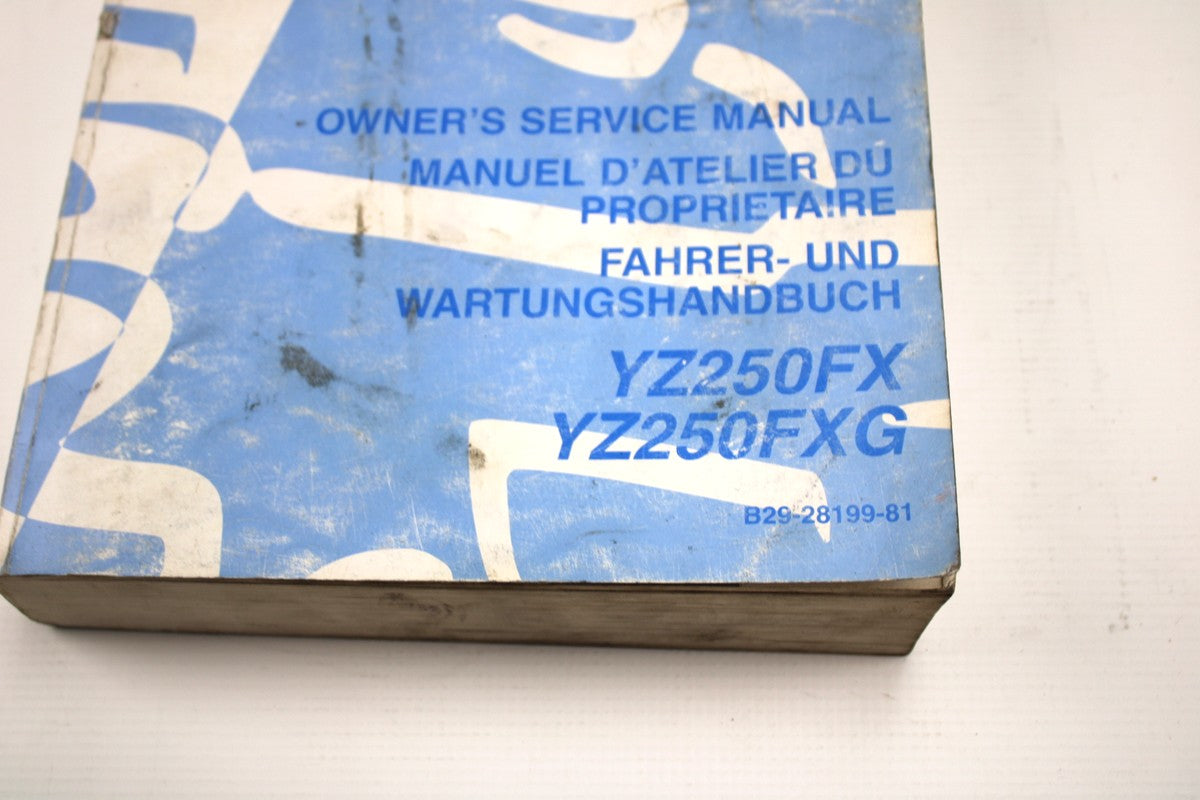 OWNER'S SERVICE MANUAL
MANUEL D'ATELIER DU
PROPRIETAIRE
FAHRER- UND
WARTUNGSHANDBUCH
YZ250FX
YZ250FXG
B29-28199-81